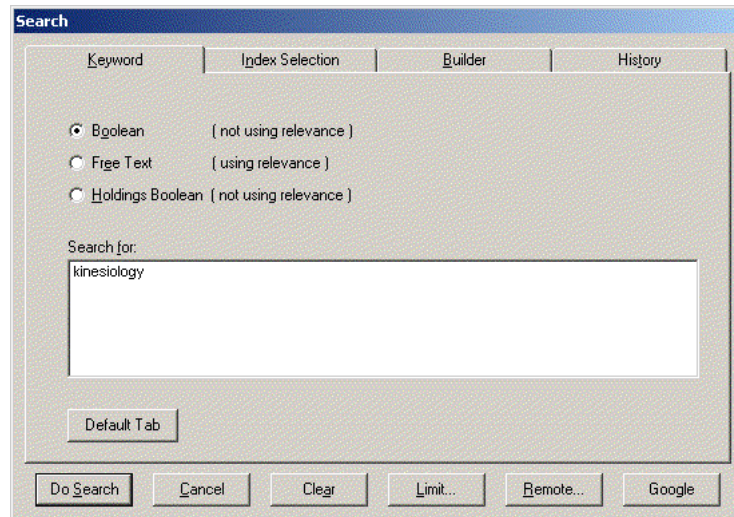 Search
Keyword Index Selection Builder History
Boolean ( not using relevance )
Free Text ( using relevance )
Holdings Boolean ( not using relevance )
Search for:
kinesiology
Default Tab
Do Search Cancel Clear Limit... Remote... Google